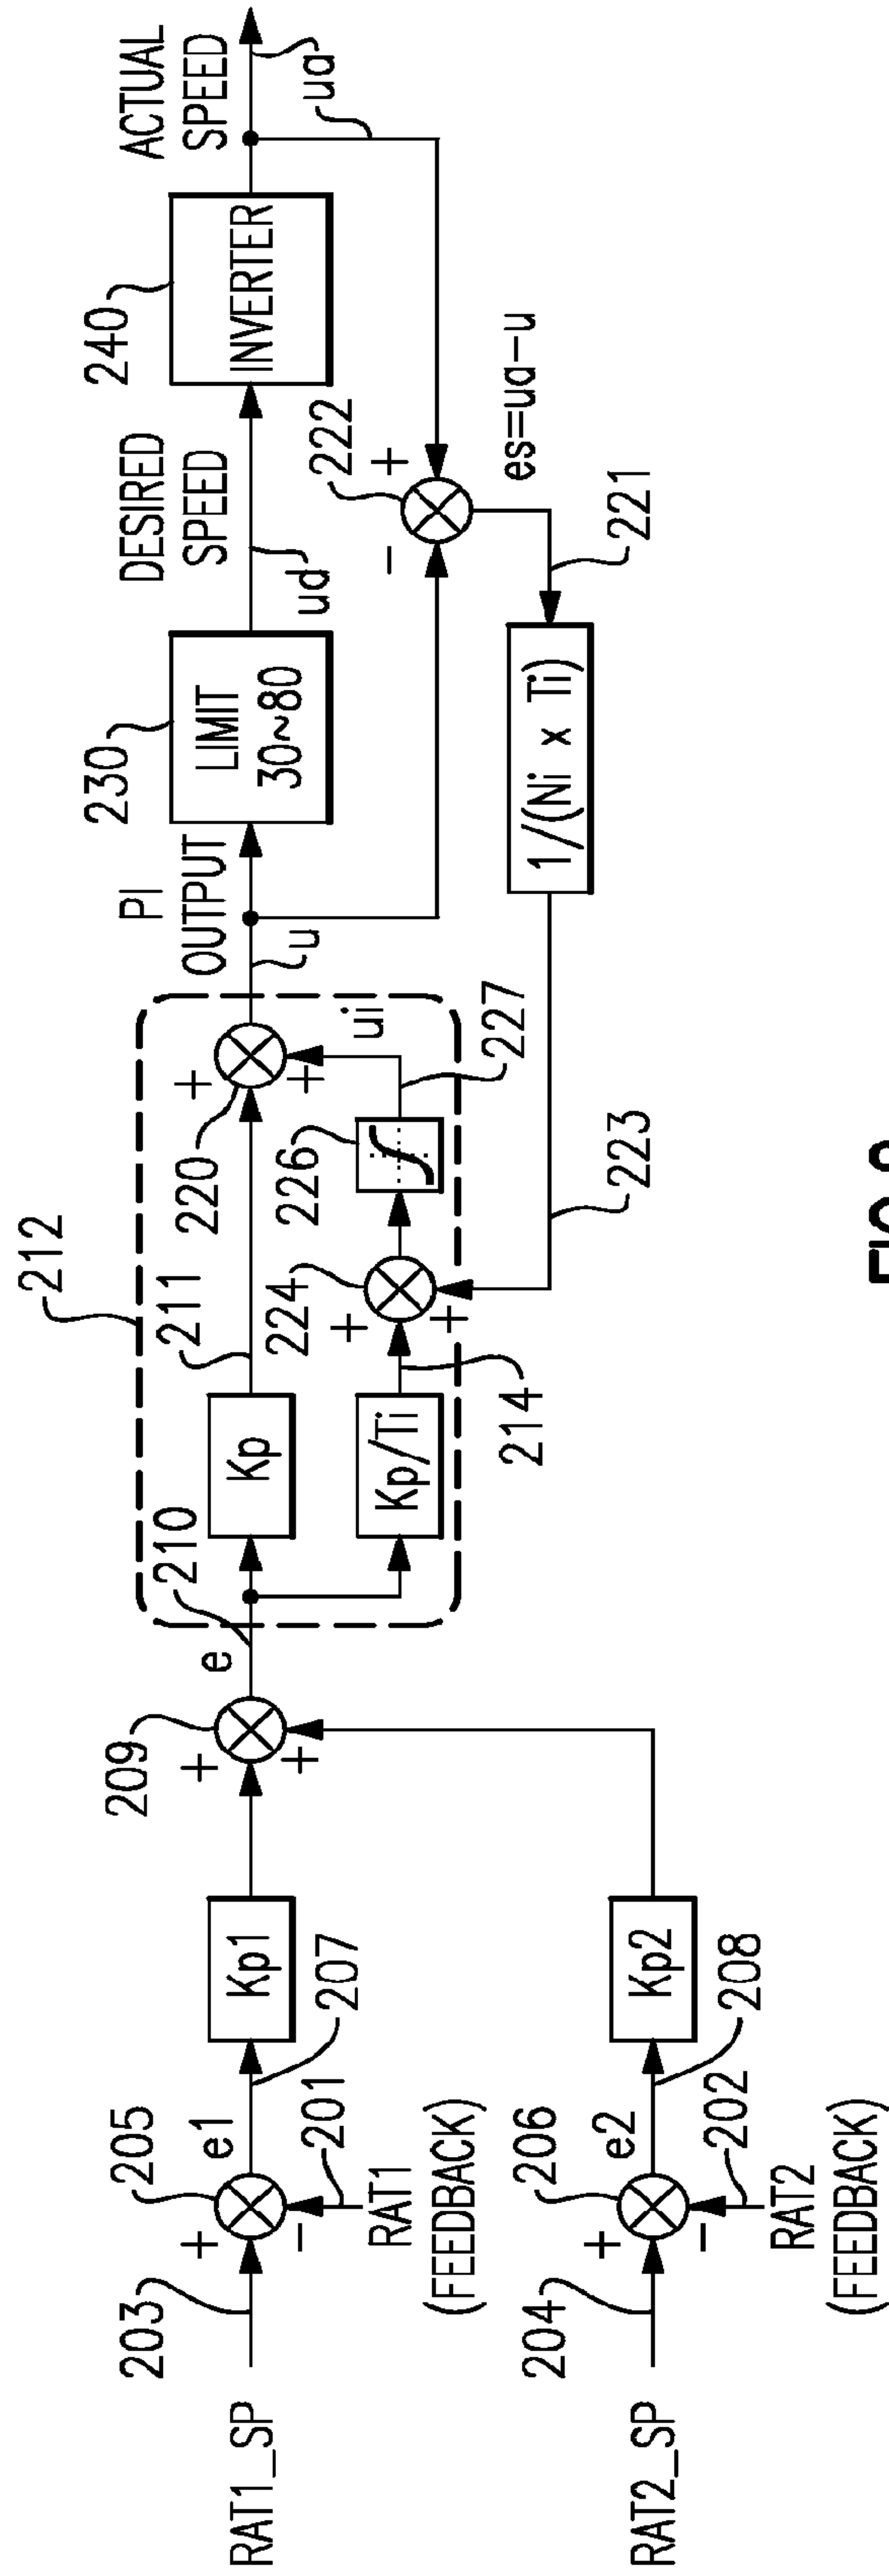 RAT1_SP
203
+
−
205
e1
201
RAT1
(FEEDBACK)
207
Kp1
RAT2_SP
204
+
−
206
e2
202
RAT2
(FEEDBACK)
208
Kp2
209
+
+
e
210
212
Kp
211
Kp/Ti
214
224
+
+
226
227
ui
220
+
+
u
PI
OUTPUT
230
LIMIT
30~80
ud
DESIRED
SPEED
240
INVERTER
ACTUAL
SPEED
ua
ua
222
−
+
es=ua−u
221
1/(Ni x Ti)
223